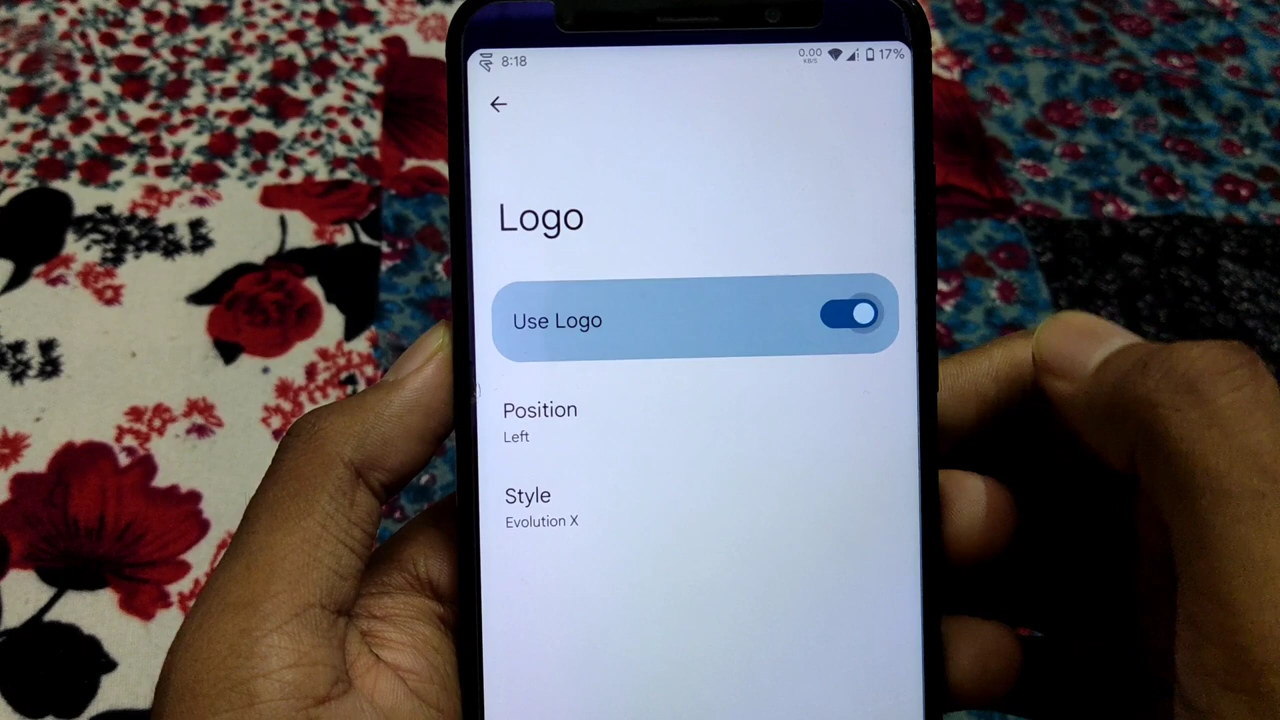 8:18 0.00 KB/S 17%
Logo
Use Logo
Position
Left
Style
Evolution X